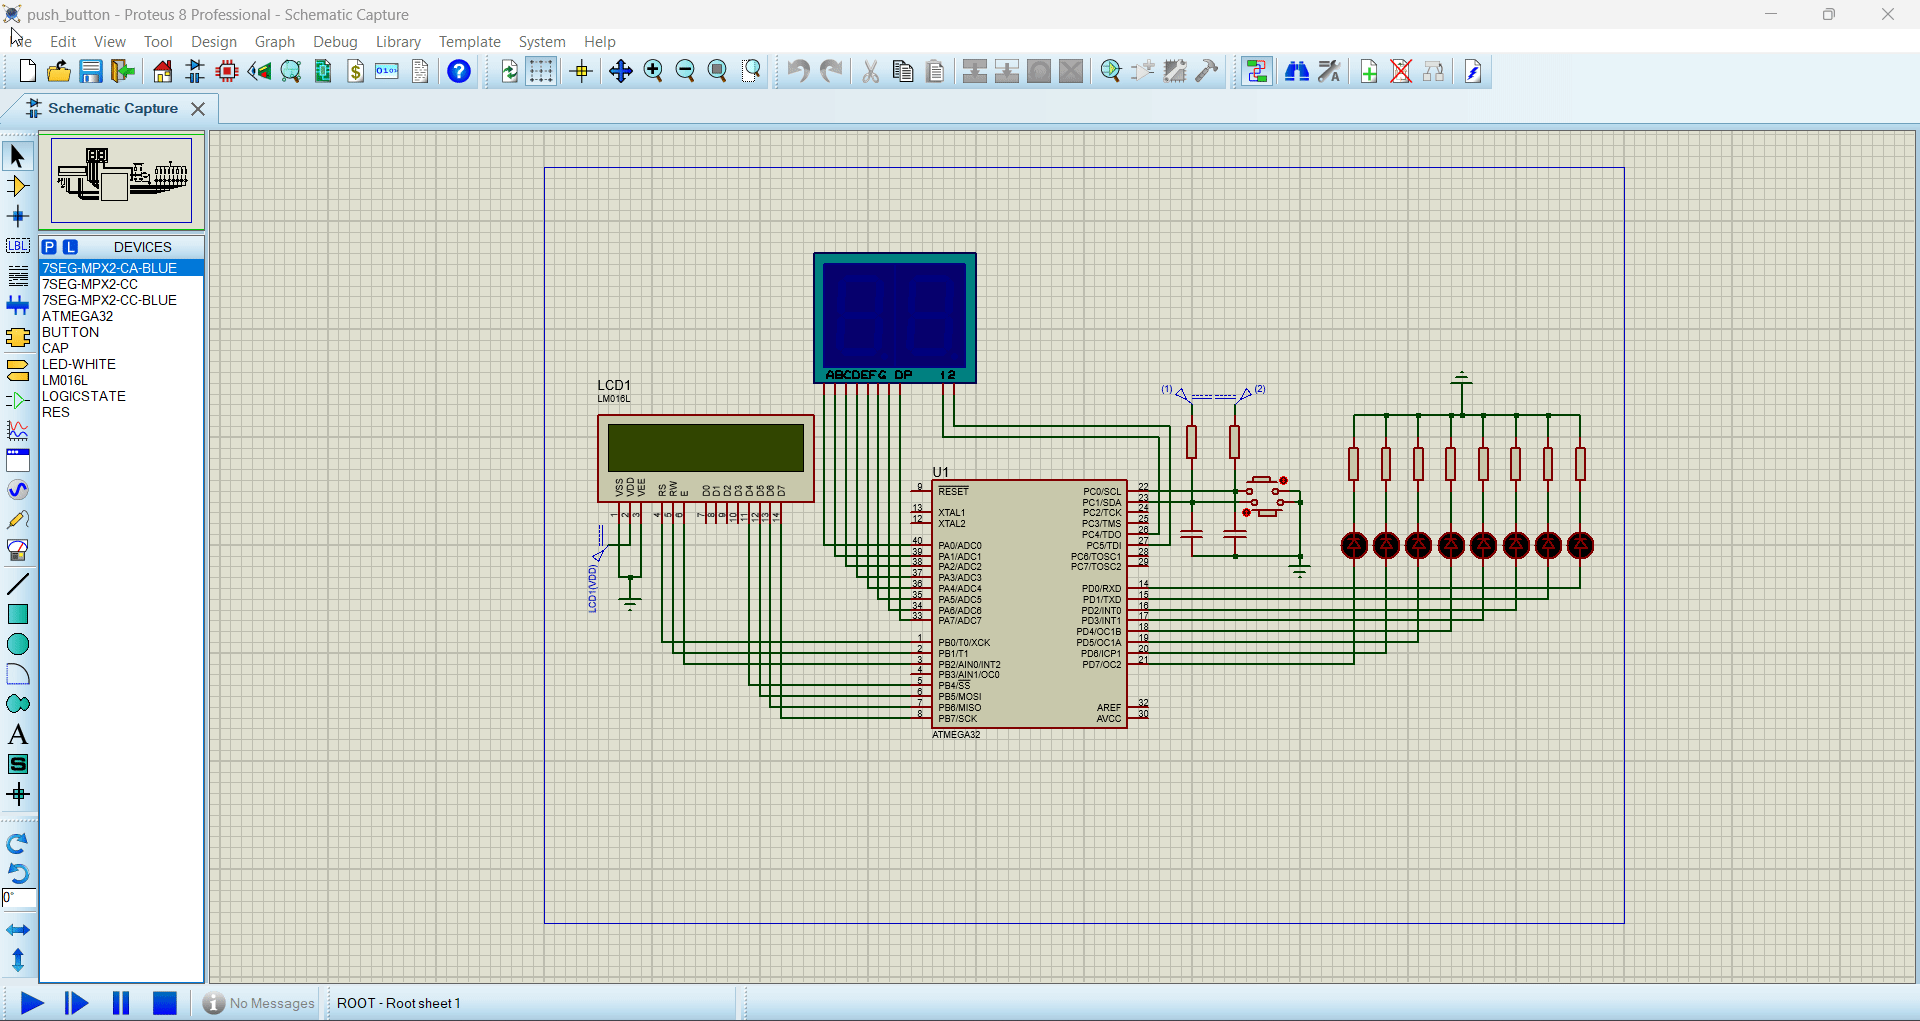 push_button - Proteus 8 Professional - Schematic Capture
Edit View Tool Design Graph Debug Library Template System Help
Schematic Capture
P L DEVICES
7SEG-MPX2-CA-BLUE
7SEG-MPX2-CC
7SEG-MPX2-CC-BLUE
ATMEGA32
BUTTON
CAP
LED-WHITE
LM016L
LOGICSTATE
RES
LBL
A
S
0°
ABCDEFG DP 12
LCD1
LM016L
VSS
VDD
VEE
RS
RW
E
D0
D1
D2
D3
D4
D5
D6
D7
1
2
3
4
5
6
7
8
9
10
11
12
13
14
LCD1(VDD)
(1) (2)
U1
9 RESET
13 XTAL1
12 XTAL2
40 PA0/ADC0
39 PA1/ADC1
38 PA2/ADC2
37 PA3/ADC3
36 PA4/ADC4
35 PA5/ADC5
34 PA6/ADC6
33 PA7/ADC7
1 PB0/T0/XCK
2 PB1/T1
3 PB2/AIN0/INT2
4 PB3/AIN1/OC0
5 PB4/SS
6 PB5/MOSI
7 PB6/MISO
8 PB7/SCK
PC0/SCL 22
PC1/SDA 23
PC2/TCK 24
PC3/TMS 25
PC4/TDO 26
PC5/TDI 27
PC6/TOSC1 28
PC7/TOSC2 29
PD0/RXD 14
PD1/TXD 15
PD2/INT0 16
PD3/INT1 17
PD4/OC1B 18
PD5/OC1A 19
PD6/ICP1 20
PD7/OC2 21
AREF 32
AVCC 30
ATMEGA32
No Messages
ROOT - Root sheet 1